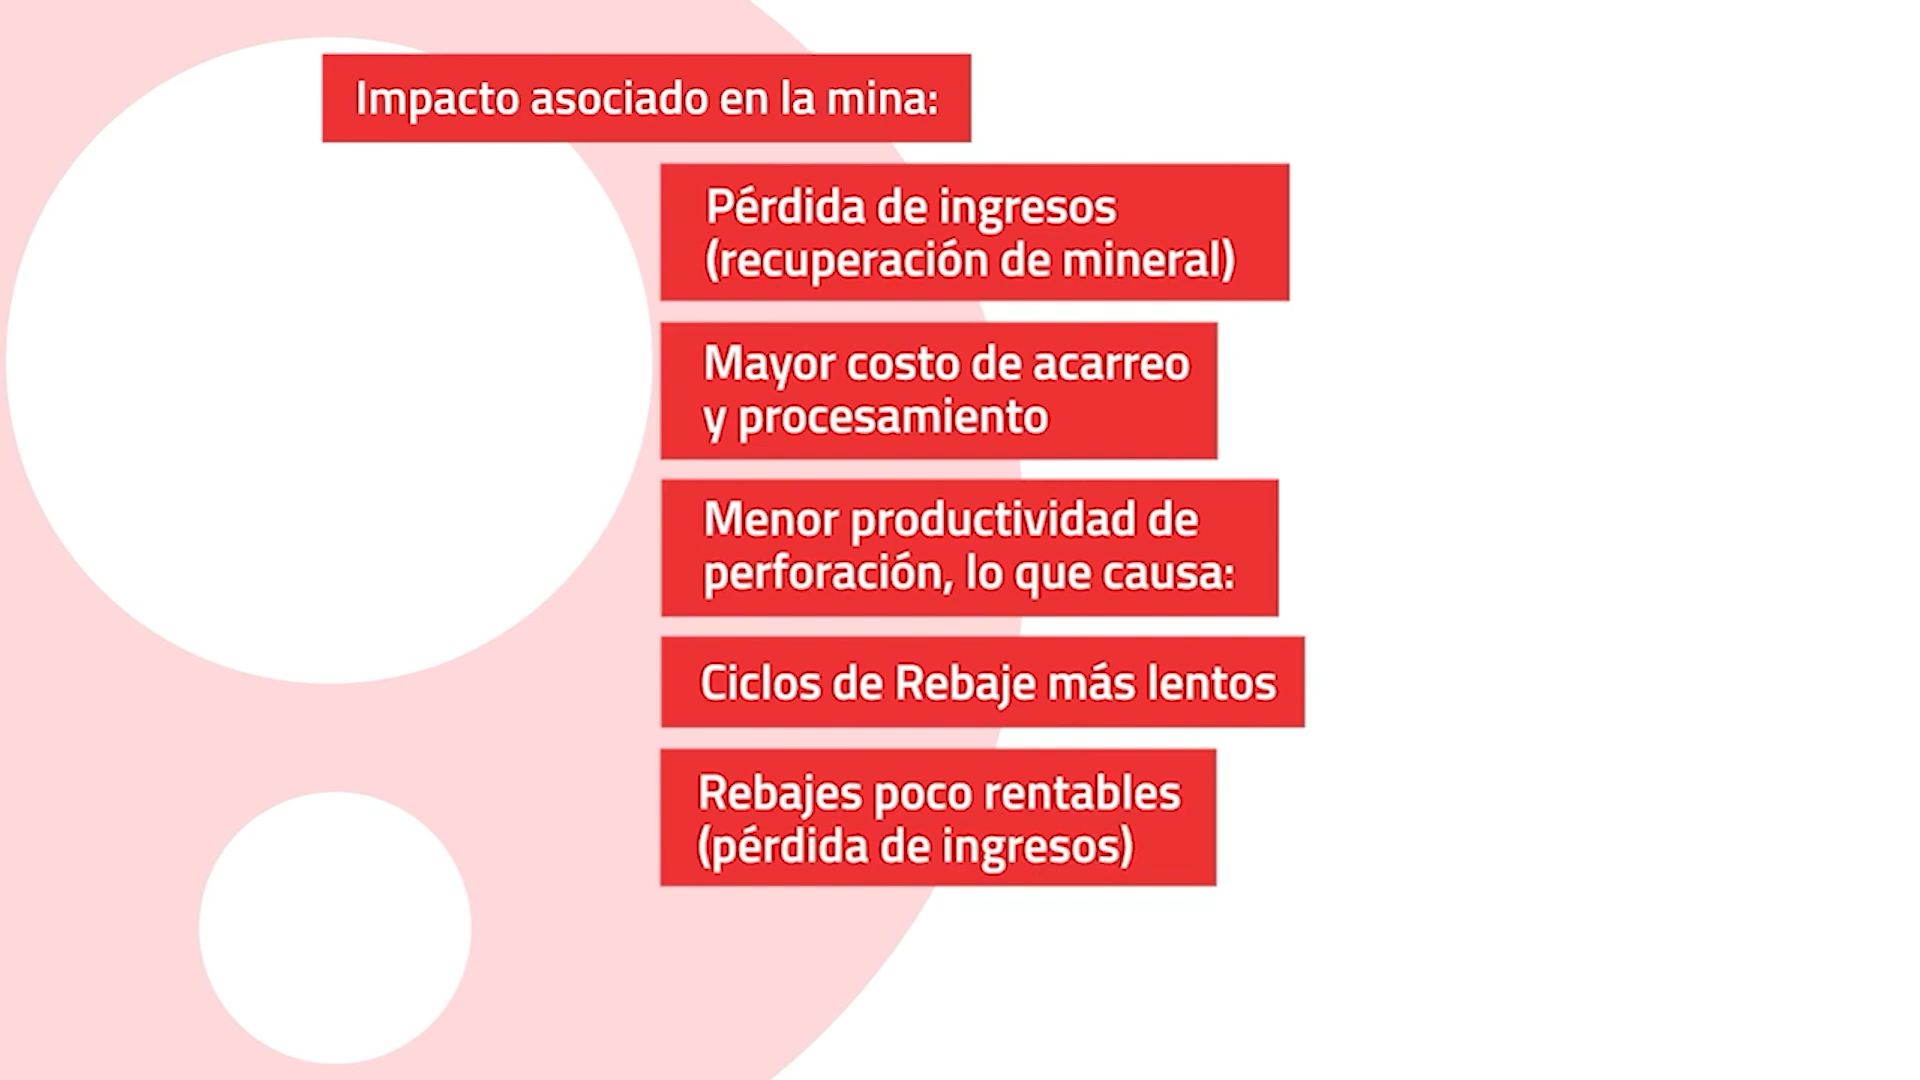 Impacto asociado en la mina:
Pérdida de ingresos
(recuperación de mineral)
Mayor costo de acarreo
y procesamiento
Menor productividad de
perforación, lo que causa:
Ciclos de Rebaje más lentos
Rebajes poco rentables
(pérdida de ingresos)